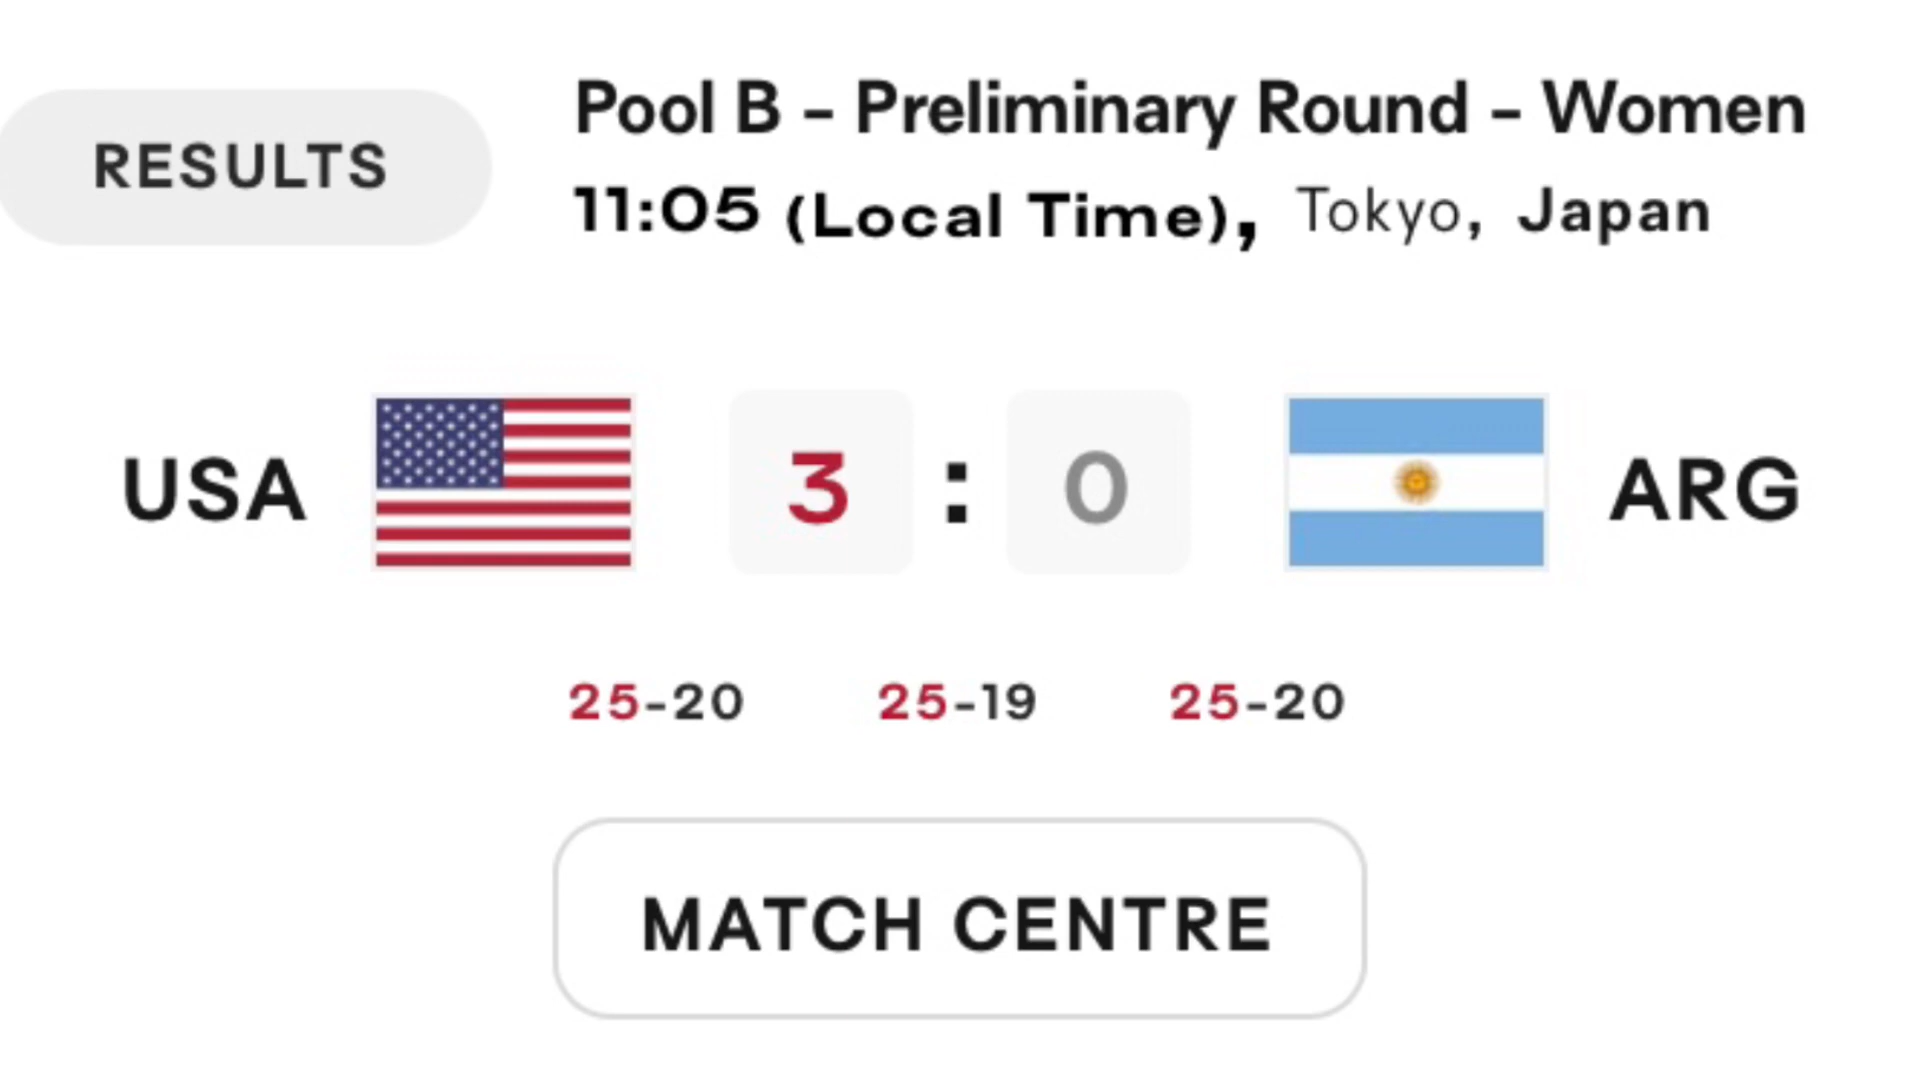 RESULTS
Pool B - Preliminary Round - Women
11:05 (Local Time), Tokyo, Japan
USA 3 : 0 ARG
25-20 25-19 25-20
MATCH CENTRE